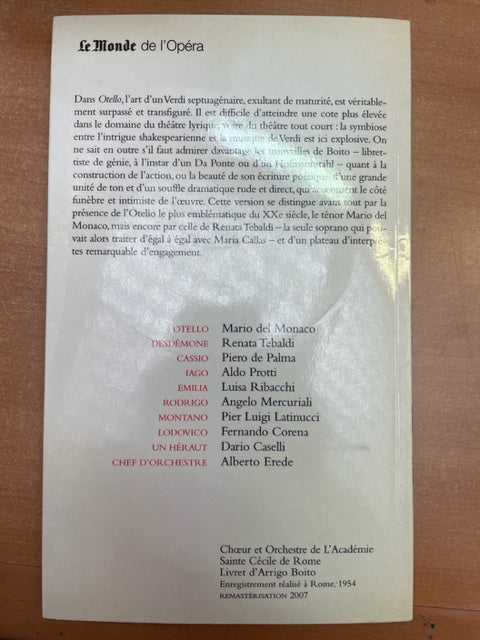 Le Monde de l'Opéra
Dans Otello, l'art d'un Verdi septuagénaire, exultant de maturité, est véritable-
ment surpassé et transfiguré. Il est difficile d'atteindre une cote plus élevée
dans le domaine du théâtre lyrique, voire du théâtre tout court : la symbiose
entre l'intrigue shakespearienne et la musique de Verdi est ici explosive. On
ne sait en outre s'il faut admirer davantage les trouvailles de Boito – libret-
tiste de génie, à l'instar d'un Da Ponte ou d'un Hofmannstahl – quant à la
construction de l'action, ou la beauté de son écriture poétique, d'une grande
unité de ton et d'un souffle dramatique rude et direct, qui accentuent le côté
funèbre et intimiste de l'œuvre. Cette version se distingue avant tout par la
présence de l'Otello le plus emblématique du XXe siècle, le ténor Mario del
Monaco, mais encore par celle de Renata Tebaldi – la seule soprano qui pou-
vait alors traiter d'égal à égal avec Maria Callas – et d'un plateau d'interprè-
tes remarquable d'engagement.
OTELLO Mario del Monaco
DESDÉMONE Renata Tebaldi
CASSIO Piero de Palma
IAGO Aldo Protti
EMILIA Luisa Ribacchi
RODRIGO Angelo Mercuriali
MONTANO Pier Luigi Latinucci
LODOVICO Fernando Corena
UN HÉRAUT Dario Caselli
CHEF D'ORCHESTRE Alberto Erede
Chœur et Orchestre de L'Académie
Sainte Cécile de Rome
Livret d'Arrigo Boito
Enregistrement réalisé à Rome, 1954
REMASTÉRISATION 2007